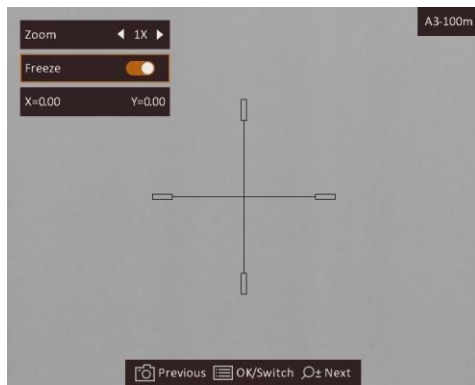 Zoom 1X
A3-100m
Freeze
X=0.00 Y=0.00
Previous OK/Switch Next